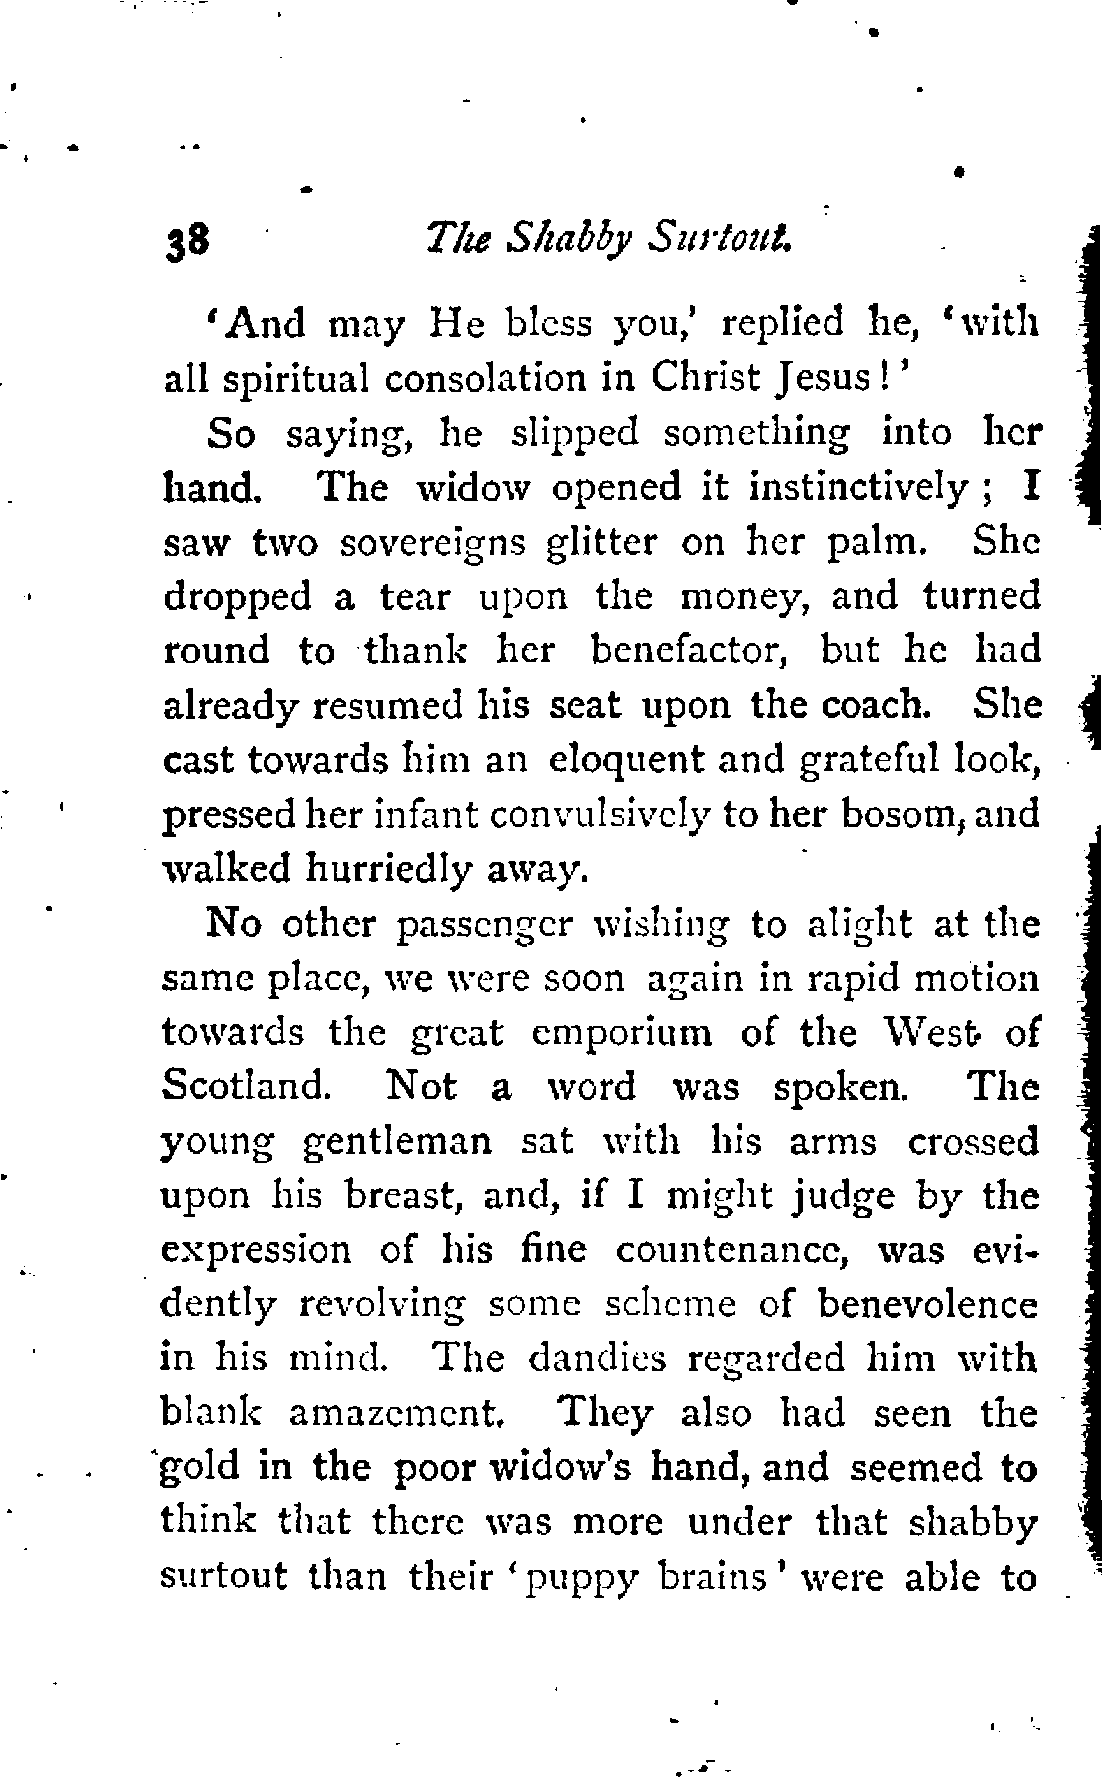 38 The Shabby Surtout.
‘And may He bless you,’ replied he, ‘with
all spiritual consolation in Christ Jesus!’
So saying, he slipped something into her
hand. The widow opened it instinctively; I
saw two sovereigns glitter on her palm. She
dropped a tear upon the money, and turned
round to thank her benefactor, but he had
already resumed his seat upon the coach. She
cast towards him an eloquent and grateful look,
pressed her infant convulsively to her bosom, and
walked hurriedly away.
No other passenger wishing to alight at the
same place, we were soon again in rapid motion
towards the great emporium of the West of
Scotland. Not a word was spoken. The
young gentleman sat with his arms crossed
upon his breast, and, if I might judge by the
expression of his fine countenance, was evi-
dently revolving some scheme of benevolence
in his mind. The dandies regarded him with
blank amazement. They also had seen the
gold in the poor widow's hand, and seemed to
think that there was more under that shabby
surtout than their ‘puppy brains’ were able to